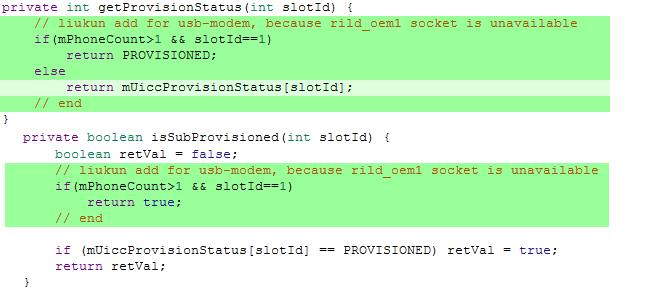 private int getProvisionStatus(int slotId) {
    // liukun add for usb-modem, because rild_oem1 socket is unavailable
    if(mPhoneCount>1 && slotId==1)
        return PROVISIONED;
    else
        return mUiccProvisionStatus[slotId];
    // end
}
private boolean isSubProvisioned(int slotId) {
    boolean retVal = false;
    // liukun add for usb-modem, because rild_oem1 socket is unavailable
    if(mPhoneCount>1 && slotId==1)
        return true;
    // end
    if (mUiccProvisionStatus[slotId] == PROVISIONED) retVal = true;
    return retVal;
}